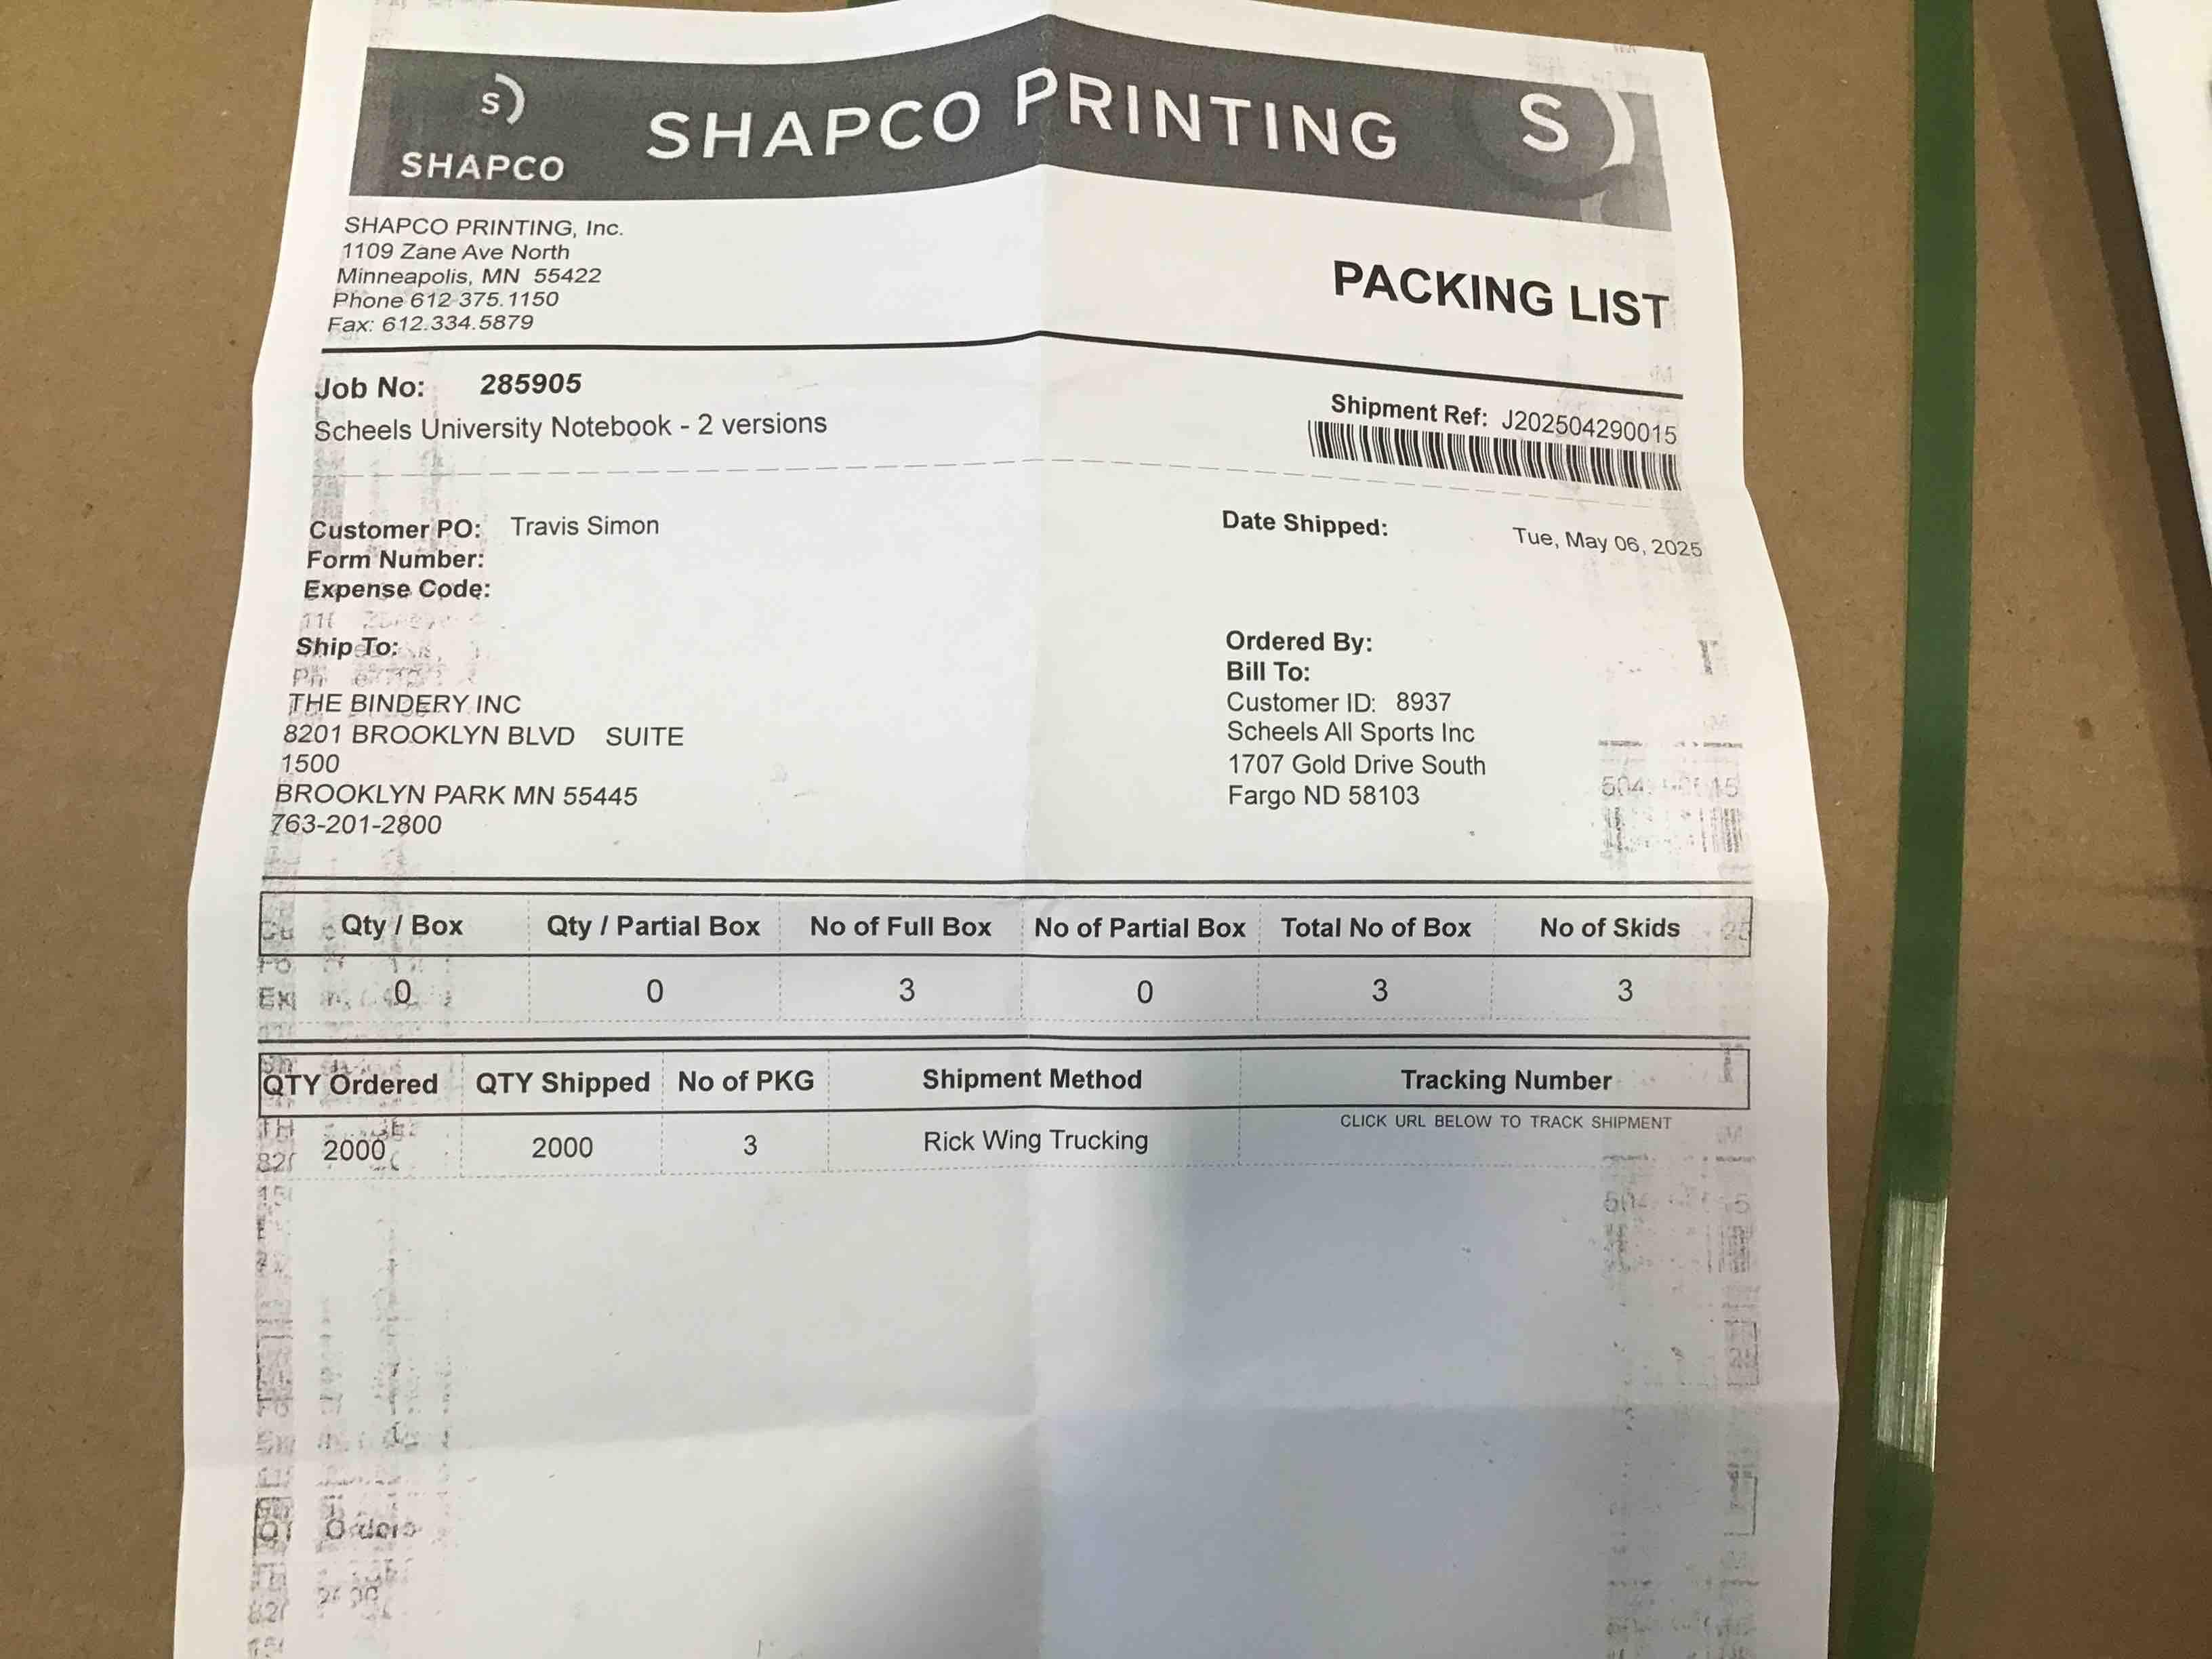 S) SHAPCO PRINTING S)
SHAPCO
SHAPCO PRINTING, Inc.
1109 Zane Ave North
Minneapolis, MN 55422
Phone 612 375.1150
Fax: 612.334.5879
PACKING LIST
Job No: 285905
Scheels University Notebook - 2 versions
Shipment Ref: J202504290015
Customer PO: Travis Simon
Form Number:
Expense Code:
Date Shipped: Tue, May 06, 2025
Ship To:
THE BINDERY INC
8201 BROOKLYN BLVD SUITE
1500
BROOKLYN PARK MN 55445
763-201-2800
Ordered By:
Bill To:
Customer ID: 8937
Scheels All Sports Inc
1707 Gold Drive South
Fargo ND 58103
Qty / Box Qty / Partial Box No of Full Box No of Partial Box Total No of Box No of Skids
0 0 3 0 3 3
QTY Ordered QTY Shipped No of PKG Shipment Method Tracking Number
CLICK URL BELOW TO TRACK SHIPMENT
2000 2000 3 Rick Wing Trucking